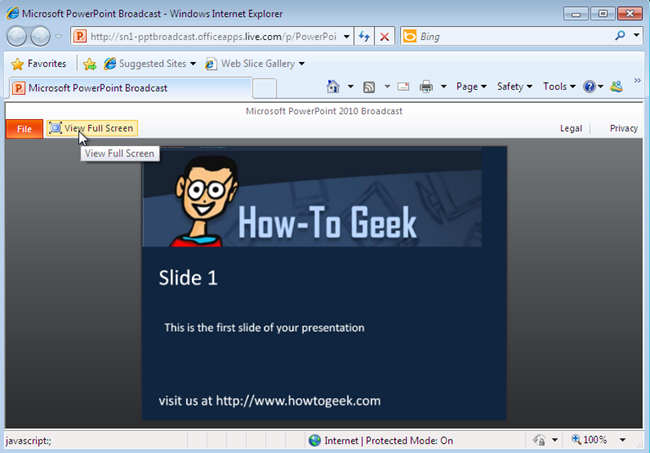 Microsoft PowerPoint Broadcast - Windows Internet Explorer
http://sn1-pptbroadcast.officeapps.live.com/p/PowerPoi
Bing
Favorites Suggested Sites Web Slice Gallery
Microsoft PowerPoint Broadcast Page Safety Tools
Microsoft PowerPoint 2010 Broadcast
File View Full Screen Legal Privacy
View Full Screen
How-To Geek
Slide 1
This is the first slide of your presentation
visit us at http://www.howtogeek.com
javascript:; Internet | Protected Mode: On 100%